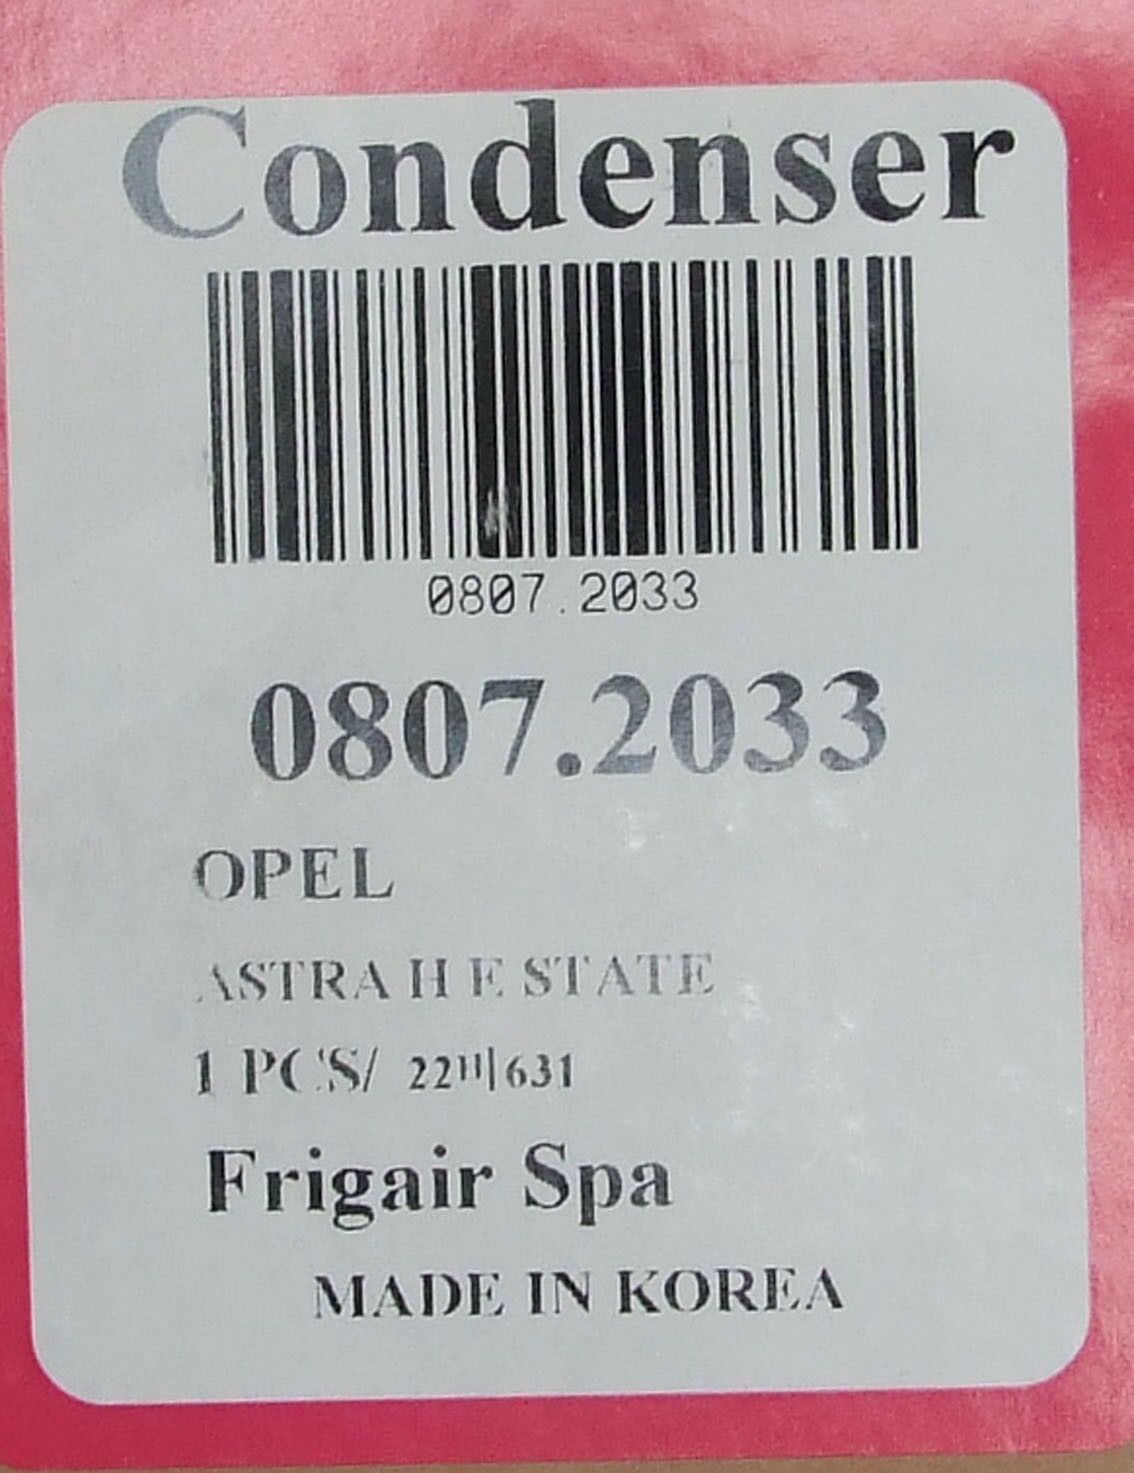 Condenser
0807.2033
0807.2033
OPEL
ASTRA H E STATE
1 PCS/ 22H|631
Frigair Spa
MADE IN KOREA